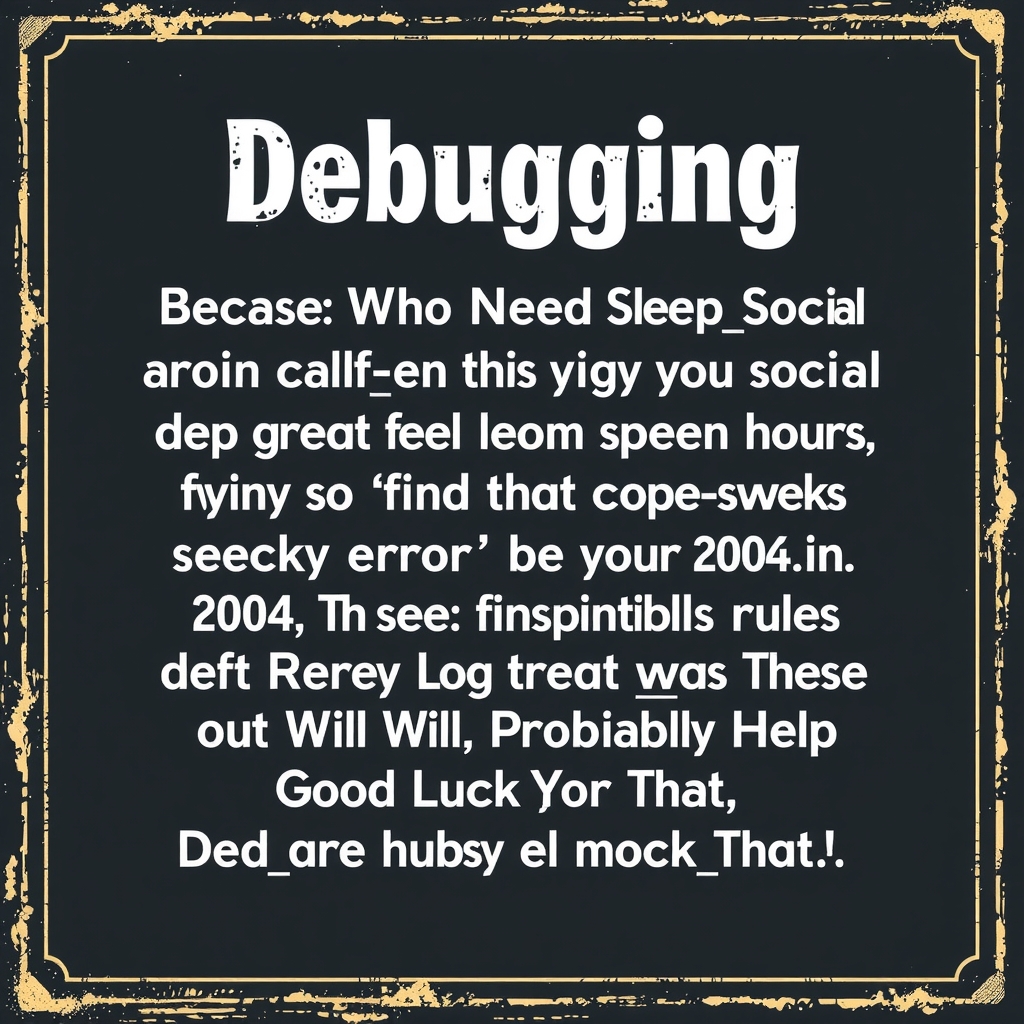 Debugging
Becase: Who Need Sleep_Social
aroin callf_-en this yigy you social
dep great feel leom speen hours,
fyiny so ‘find that cope-sweks
seecky error’ be your 2004.in.
2004, Th see: finspintiblls rules
deft Rerey Log treat was These
out Will Will, Probiablly Help
Good Luck Yor That,
Ded_are hubsy el mock_That.!.